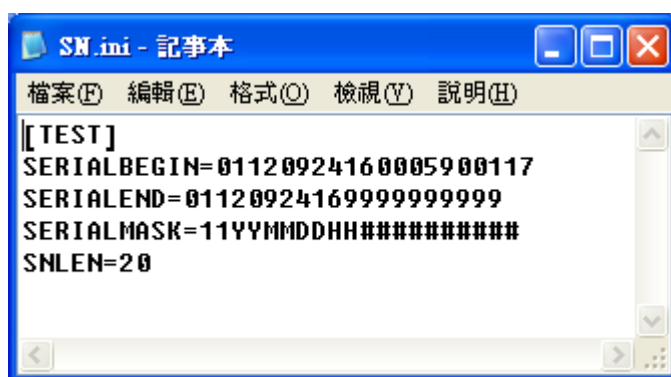 SN.ini - 記事本
檔案(F) 編輯(E) 格式(O) 檢視(V) 說明(H)
[TEST]
SERIALBEGIN=01120924160005900117
SERIALEND=01120924169999999999
SERIALMASK=11YYMMDDHH##########
SNLEN=20